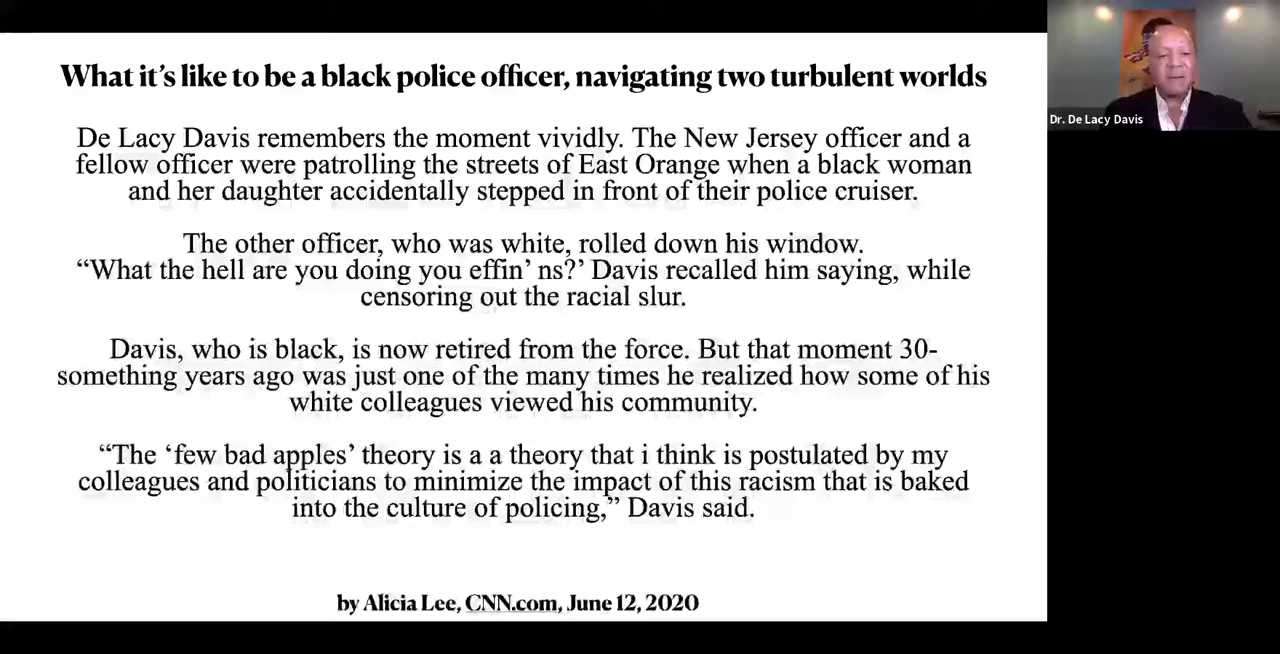 What it's like to be a black police officer, navigating two turbulent worlds
De Lacy Davis remembers the moment vividly. The New Jersey officer and a
fellow officer were patrolling the streets of East Orange when a black woman
and her daughter accidentally stepped in front of their police cruiser.
The other officer, who was white, rolled down his window.
“What the hell are you doing you effin’ ns?’ Davis recalled him saying, while
censoring out the racial slur.
Davis, who is black, is now retired from the force. But that moment 30-
something years ago was just one of the many times he realized how some of his
white colleagues viewed his community.
“The ‘few bad apples’ theory is a a theory that i think is postulated by my
colleagues and politicians to minimize the impact of this racism that is baked
into the culture of policing,” Davis said.
by Alicia Lee, CNN.com, June 12, 2020
Dr. De Lacy Davis